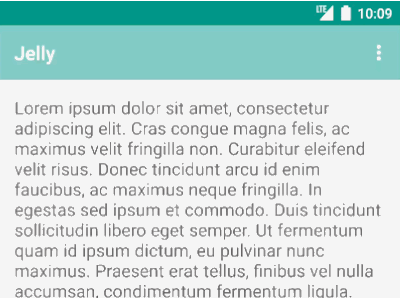 LTE 10:09
Jelly
Lorem ipsum dolor sit amet, consectetur
adipiscing elit. Cras congue magna felis, ac
maximus velit fringilla non. Curabitur eleifend
velit risus. Donec tincidunt arcu id enim
faucibus, ac maximus neque fringilla. In
egestas sed ipsum et commodo. Duis tincidunt
sollicitudin libero eget semper. Ut fermentum
quam id ipsum dictum, eu pulvinar nunc
maximus. Praesent erat tellus, finibus vel nulla
accumsan, condimentum fermentum ligula.